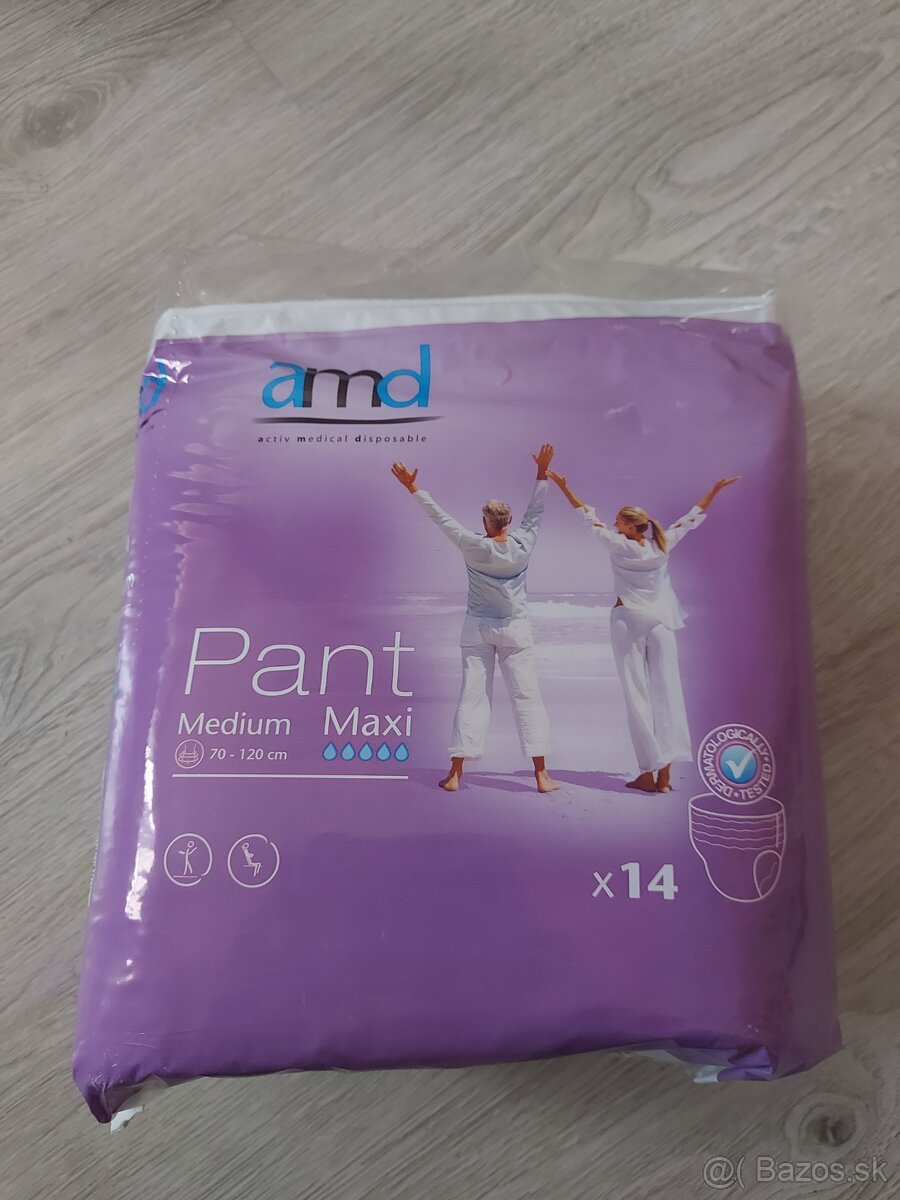 amd
activ medical disposable
Pant
Medium Maxi
70 - 120 cm
DERMATOLOGICALLY • TESTED •
x14
@( Bazos.sk